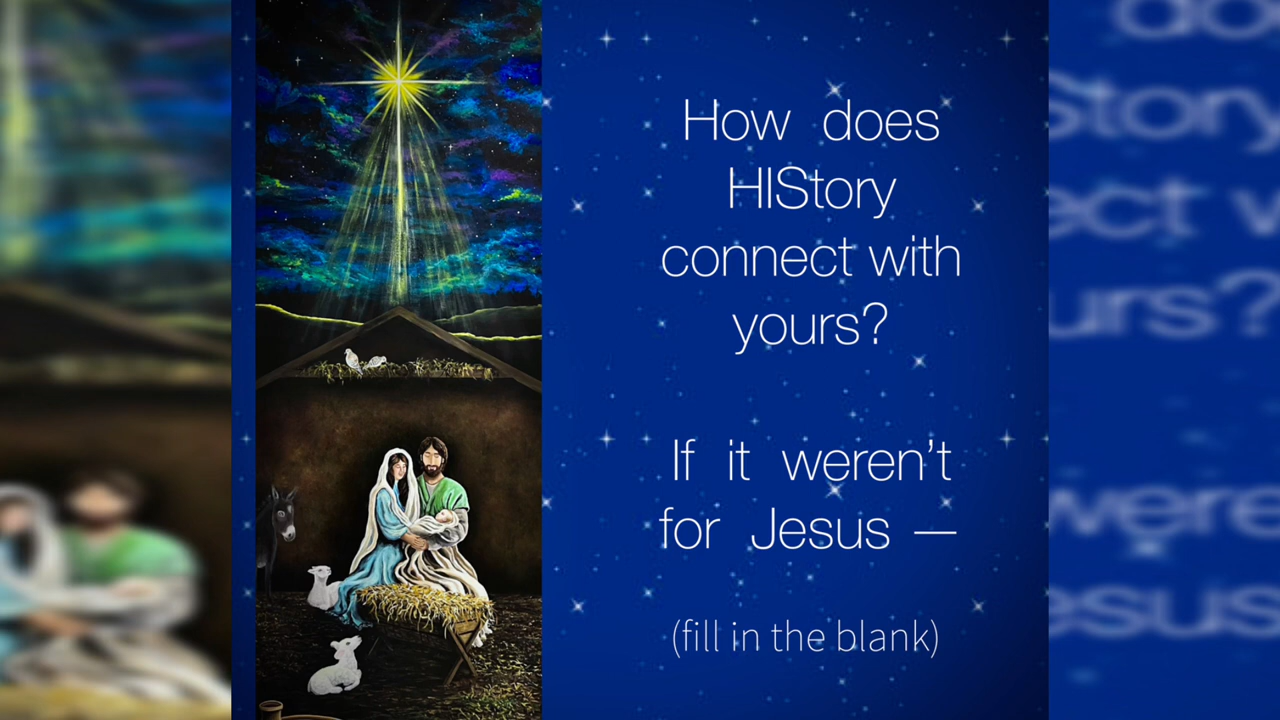 How does
HIStory
connect with
yours?
If it weren’t
for Jesus —
(fill in the blank)